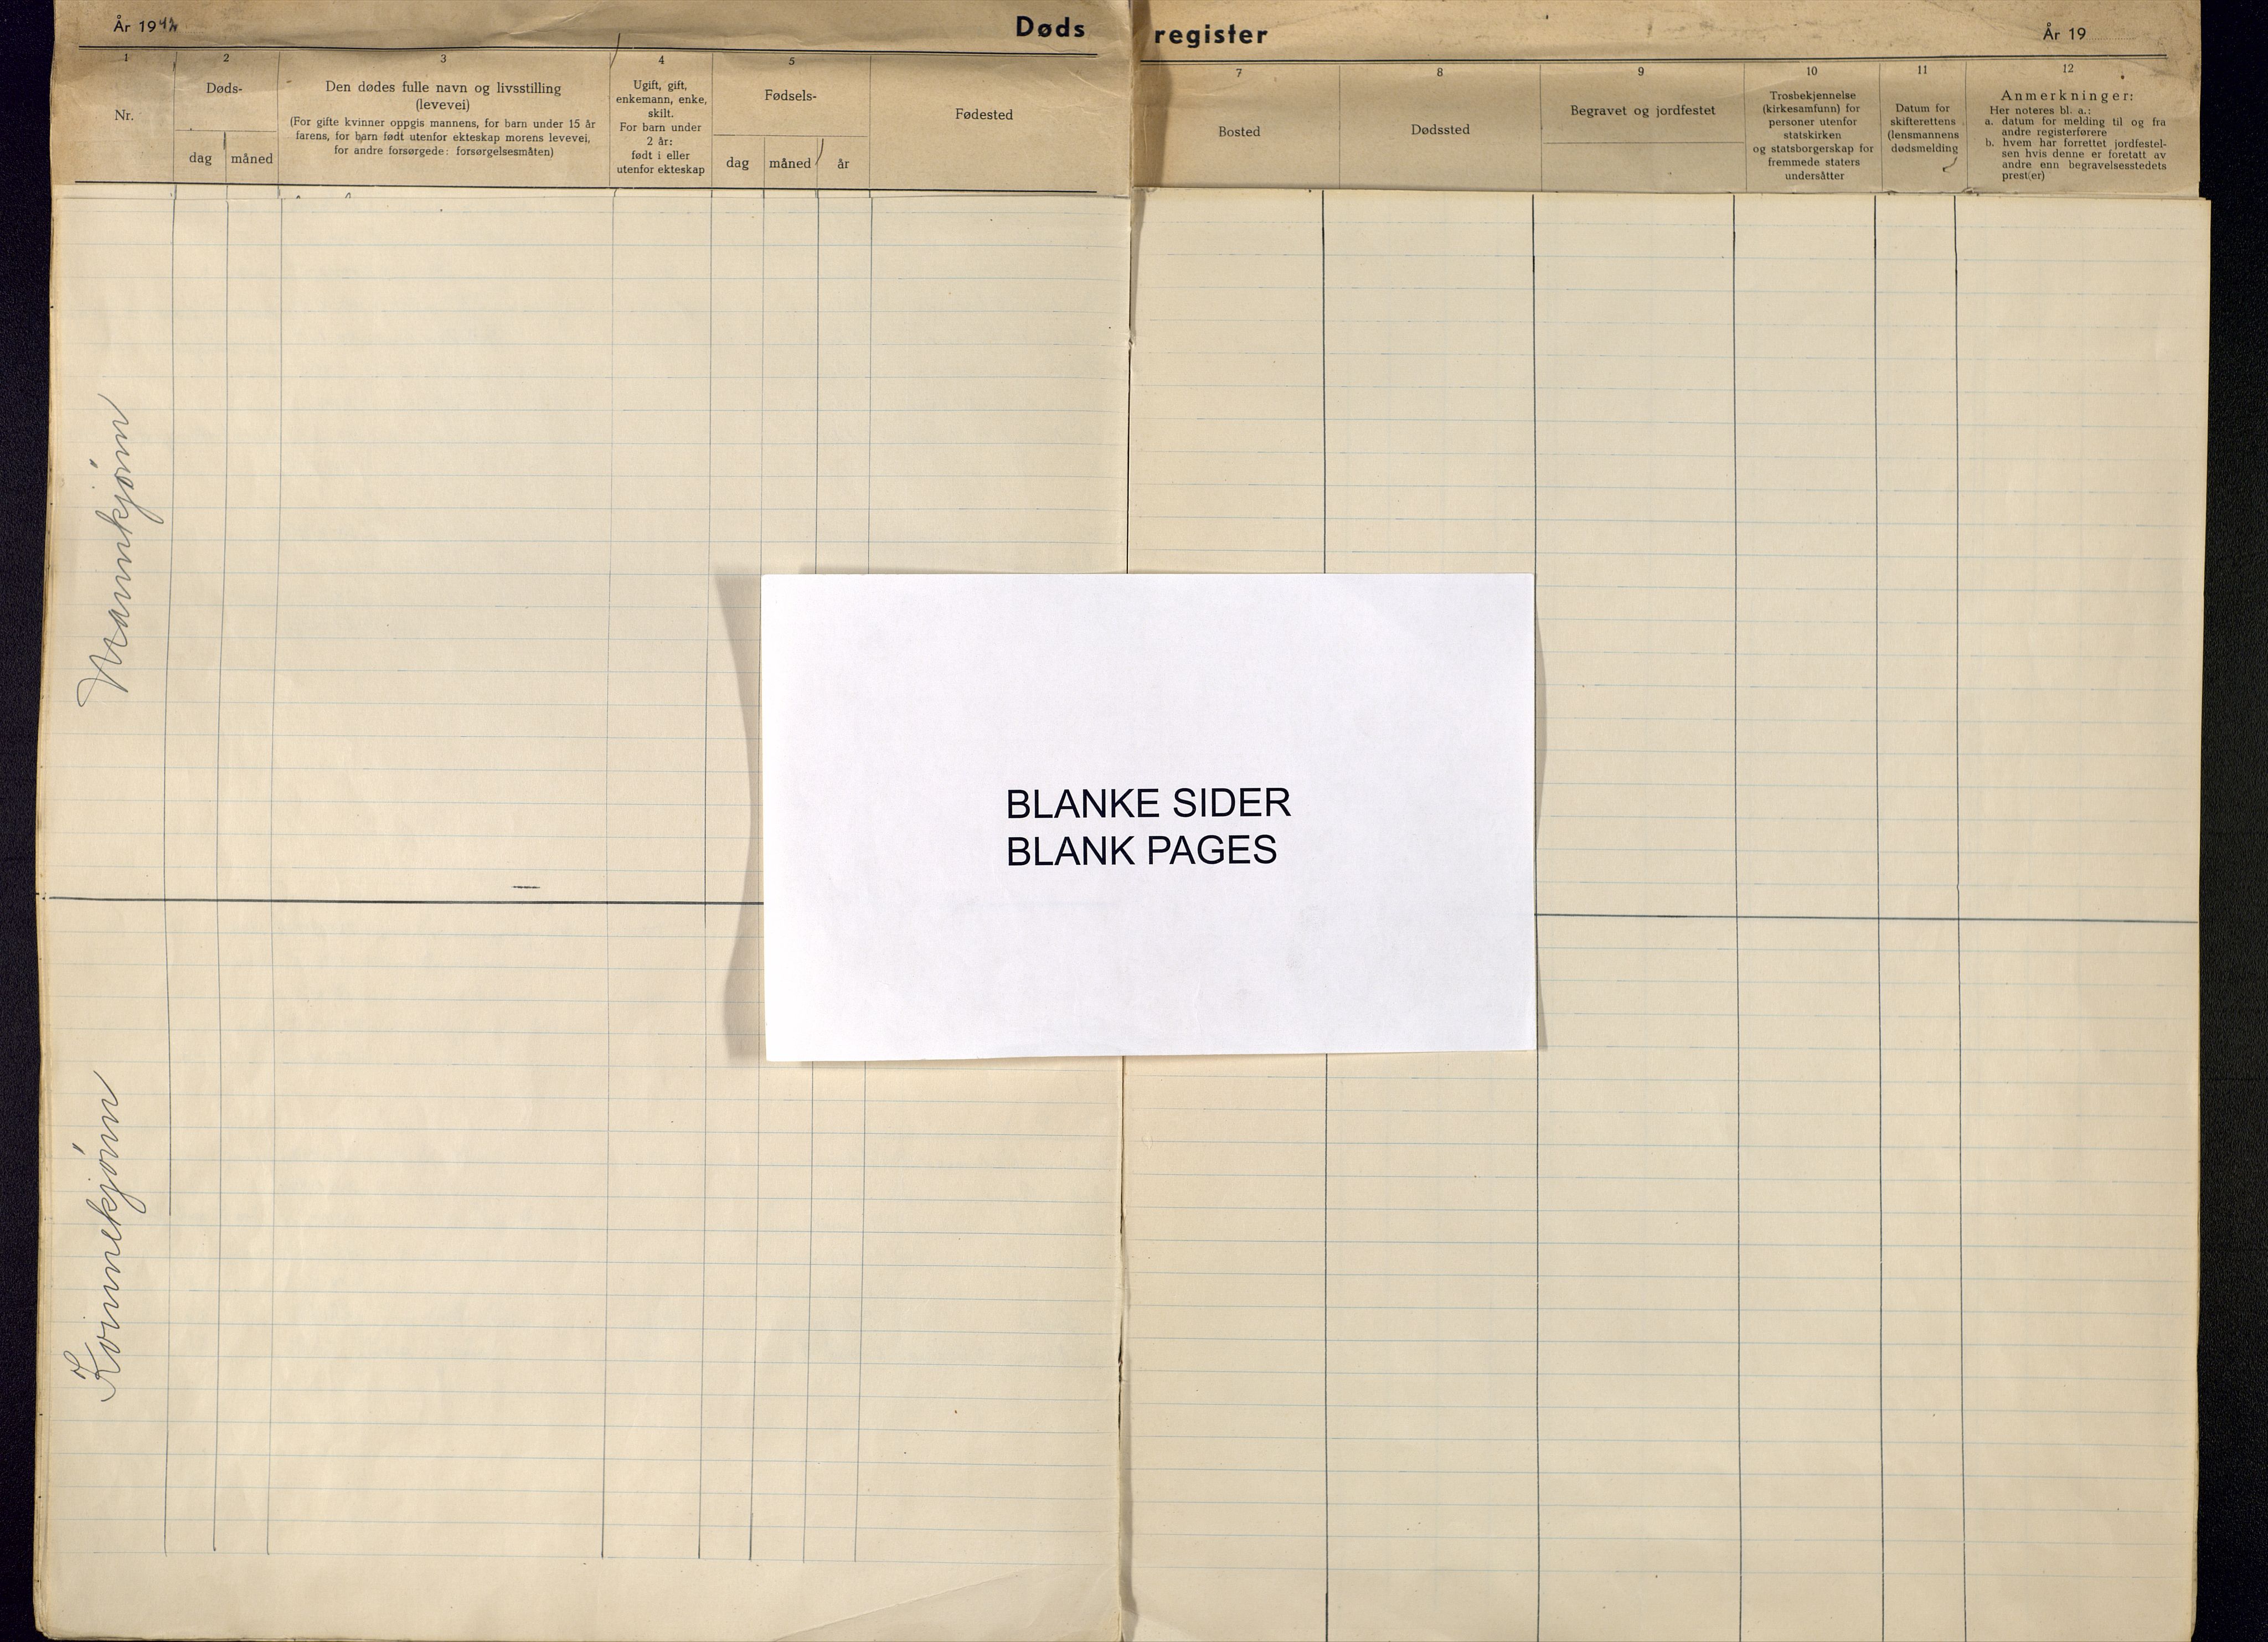 År 1942
Døds
register
År 19
1
2
3
4
5
7
8
9
10
11
12
Nr.
Døds-
dag
måned
Den dødes fulle navn og livsstilling
(levevei)
(For gifte kvinner oppgis mannens, for barn under 15 år
farens, for barn født utenfor ekteskap morens levevei,
for andre forsørgede: forsørgelsesmåten)
Ugift, gift,
enkemann, enke,
skilt.
For barn under
2 år:
født i eller
utenfor ekteskap
Fødsels-
dag
måned
år
Fødested
Bosted
Dødssted
Begravet og jordfestet
Trosbekjennelse
(kirkesamfunn) for
personer utenfor
statskirken
og statsborgerskap for
fremmede staters
undersåtter
Datum for
skifterettens
(lensmannens
dødsmelding
Anmerkninger:
Her noteres bl. a.:
a. datum for melding til og fra
andre registerførere
b. hvem har forrettet jordfestel-
sen hvis denne er foretatt av
andre enn begravelsesstedets
prest(er)
Mannkjønn
Kvinnekjønn
BLANKE SIDER
BLANK PAGES